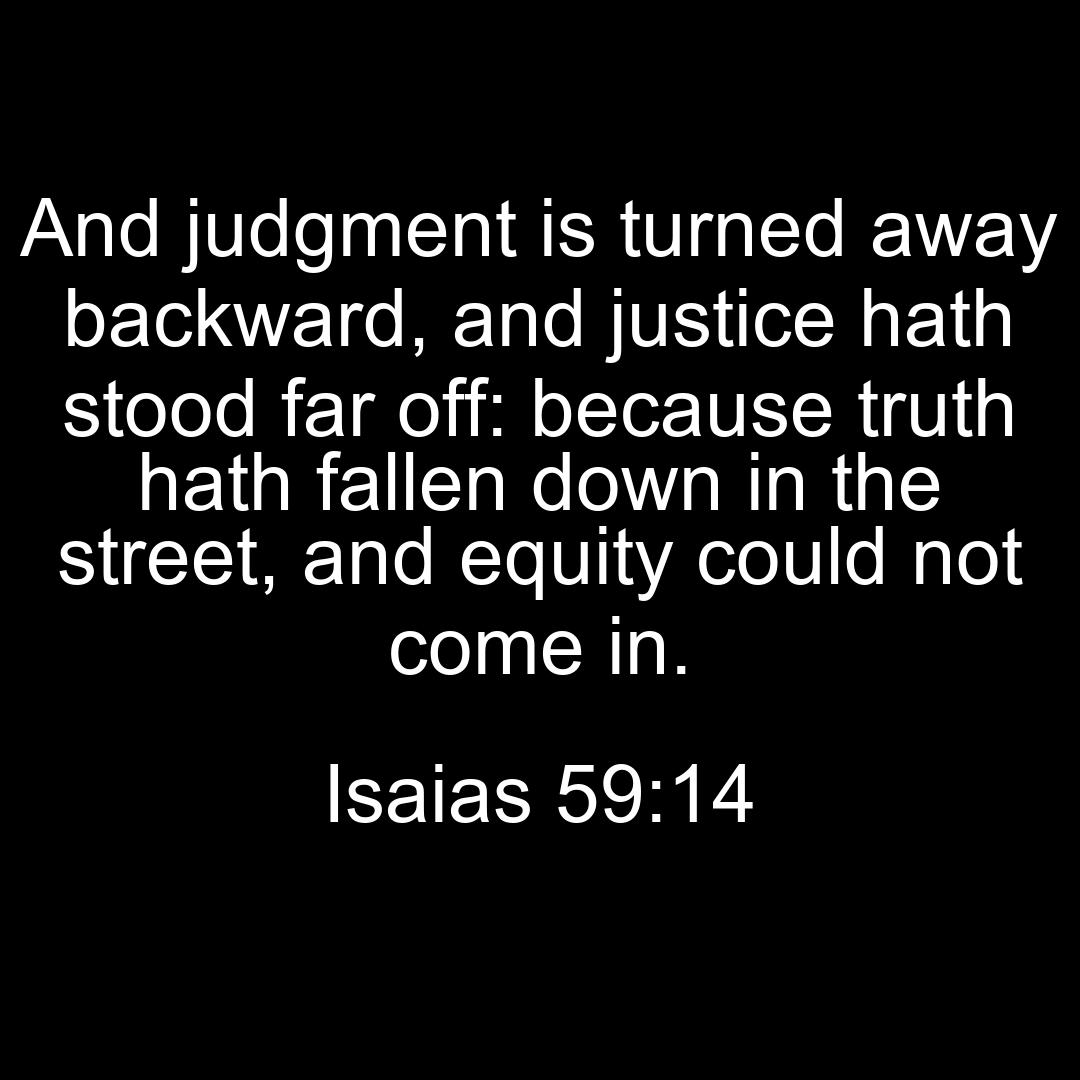 And judgment is turned away
backward, and justice hath
stood far off: because truth
hath fallen down in the
street, and equity could not
come in.
Isaias 59:14